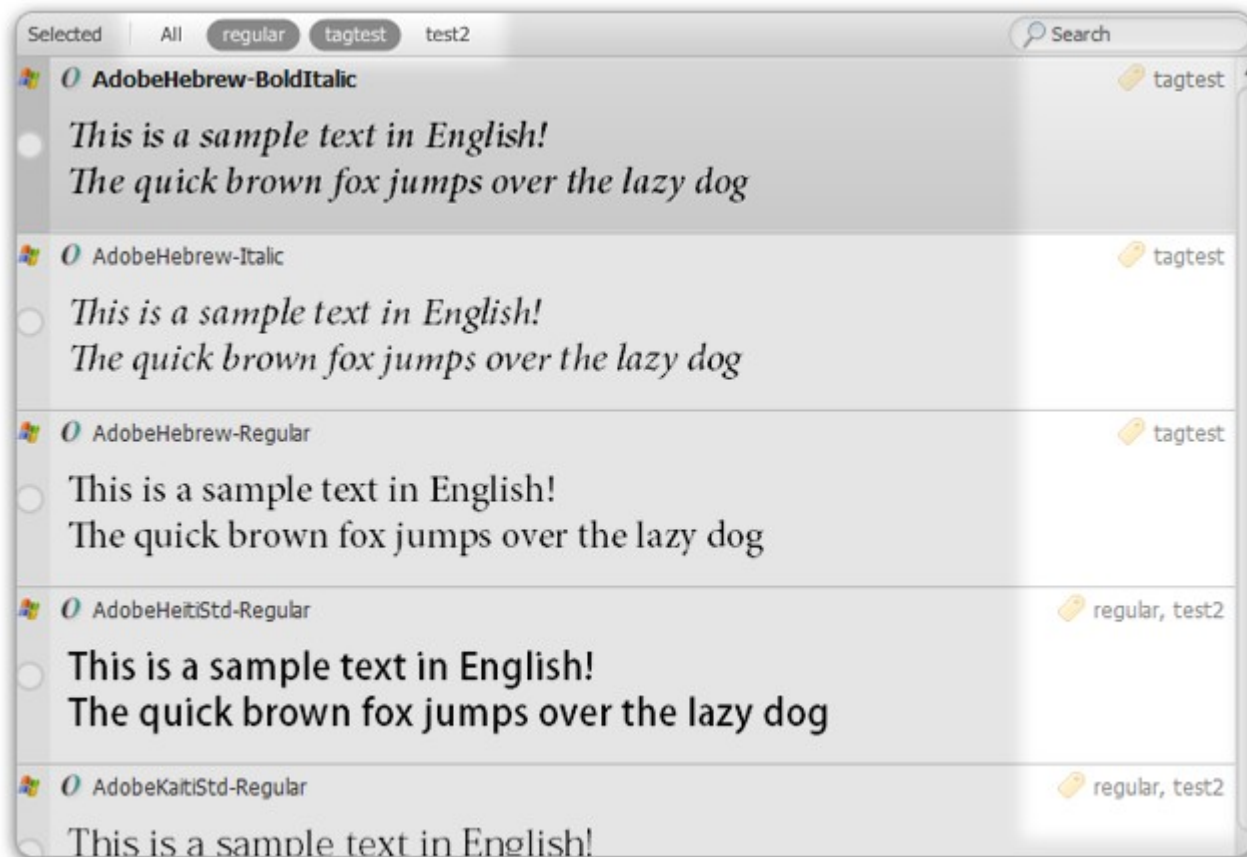 Selected All regular tagtest test2 Search
AdobeHebrew-BoldItalic tagtest
This is a sample text in English!
The quick brown fox jumps over the lazy dog
AdobeHebrew-Italic tagtest
This is a sample text in English!
The quick brown fox jumps over the lazy dog
AdobeHebrew-Regular tagtest
This is a sample text in English!
The quick brown fox jumps over the lazy dog
AdobeHeitiStd-Regular regular, test2
This is a sample text in English!
The quick brown fox jumps over the lazy dog
AdobeKaitiStd-Regular regular, test2
This is a sample text in English!